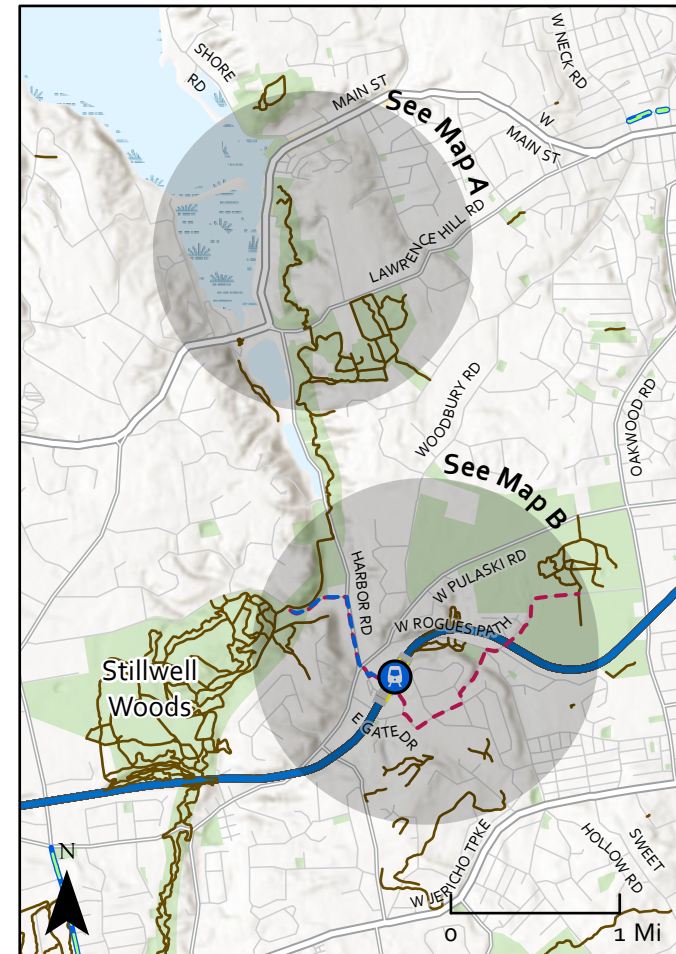 SHORE
RD
MAIN ST
See Map A
W NECK RD
W
MAIN ST
LAWRENCE HILL RD
WOODBURY RD
OAKWOOD RD
See Map B
HARBOR RD
W PULASKI RD
W ROGUES PATH
Stillwell
Woods
E GATE DR
W JERICHO TPKE
HOLLOW RD
SWEET
N
0
1 Mi